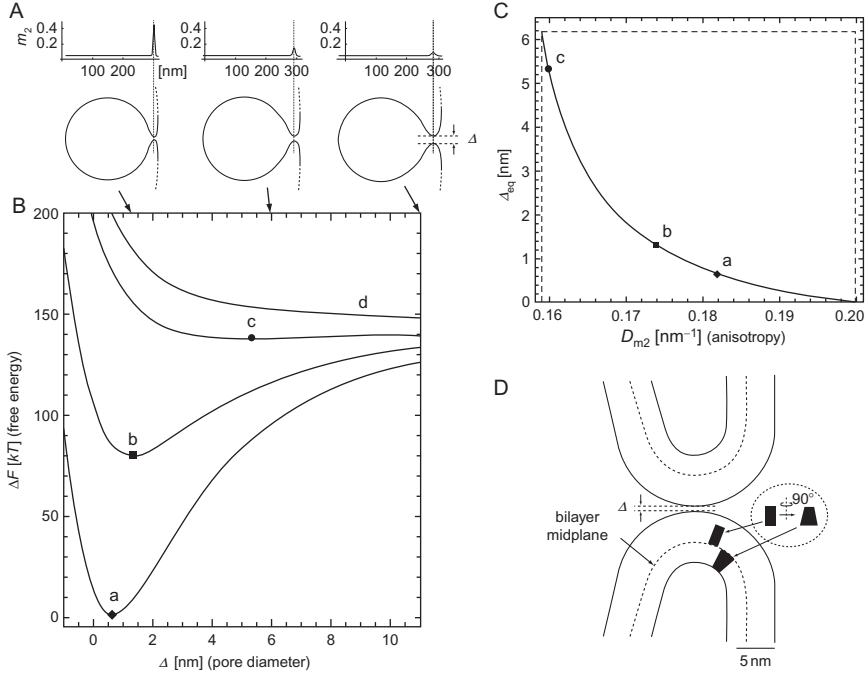 A
m₂
0.4
0.2
100 200 [nm]
0.4
0.2
100 200 300
0.4
0.2
100 200 300
Δ
B
200
150
100
50
0
ΔF [kT] (free energy)
d
c
b
a
0 2 4 6 8 10
Δ [nm] (pore diameter)
C
6
5
4
3
2
1
0
Δeq [nm]
c
b
a
0.16 0.17 0.18 0.19 0.20
Dm2 [nm⁻¹] (anisotropy)
D
Δ
90°
bilayer
midplane
5 nm